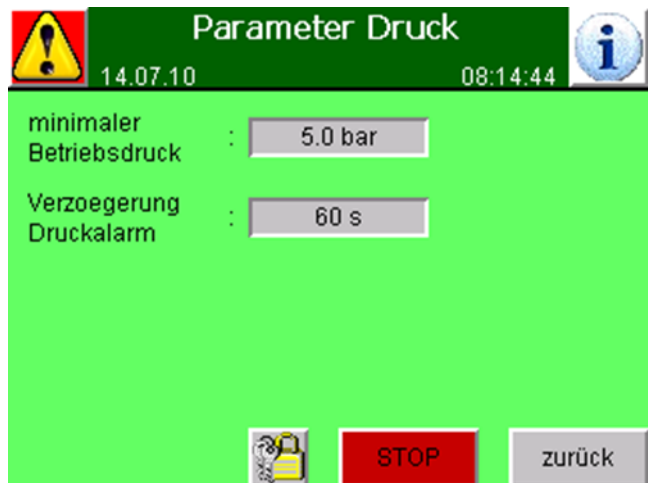 Parameter Druck
14.07.10 08:14:44
minimaler
Betriebsdruck : 5.0 bar
Verzoegerung
Druckalarm : 60 s
STOP zurück